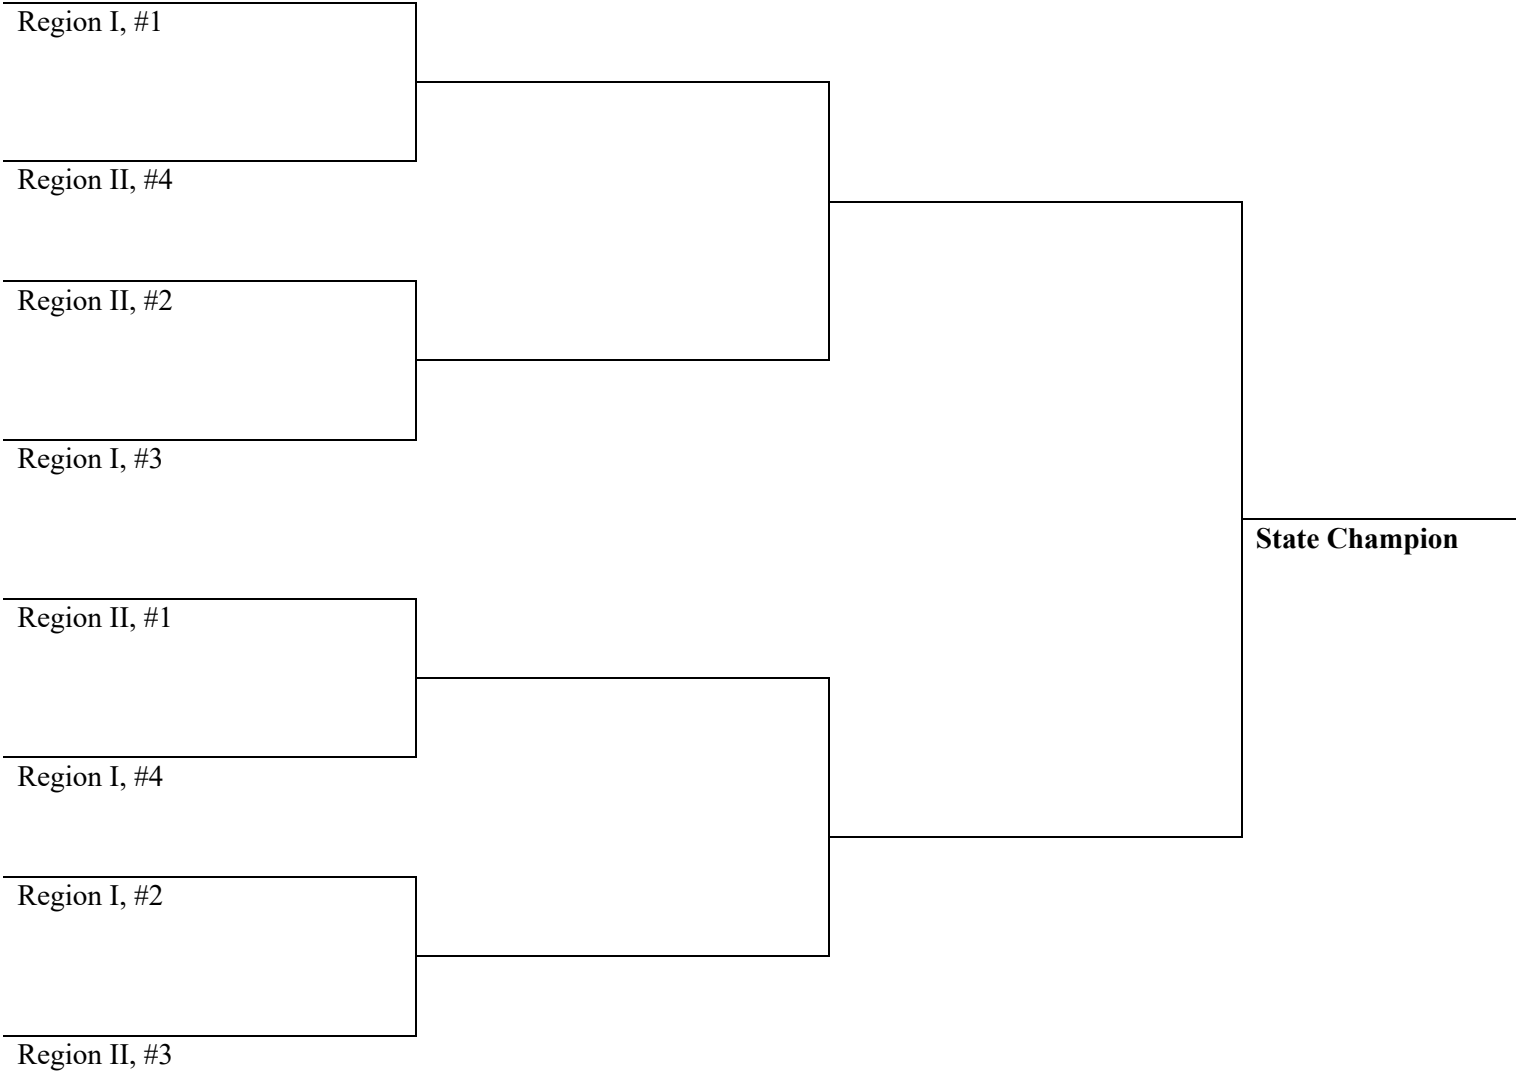 Region I, #1
Region II, #4
Region II, #2
Region I, #3
State Champion
Region II, #1
Region I, #4
Region I, #2
Region II, #3